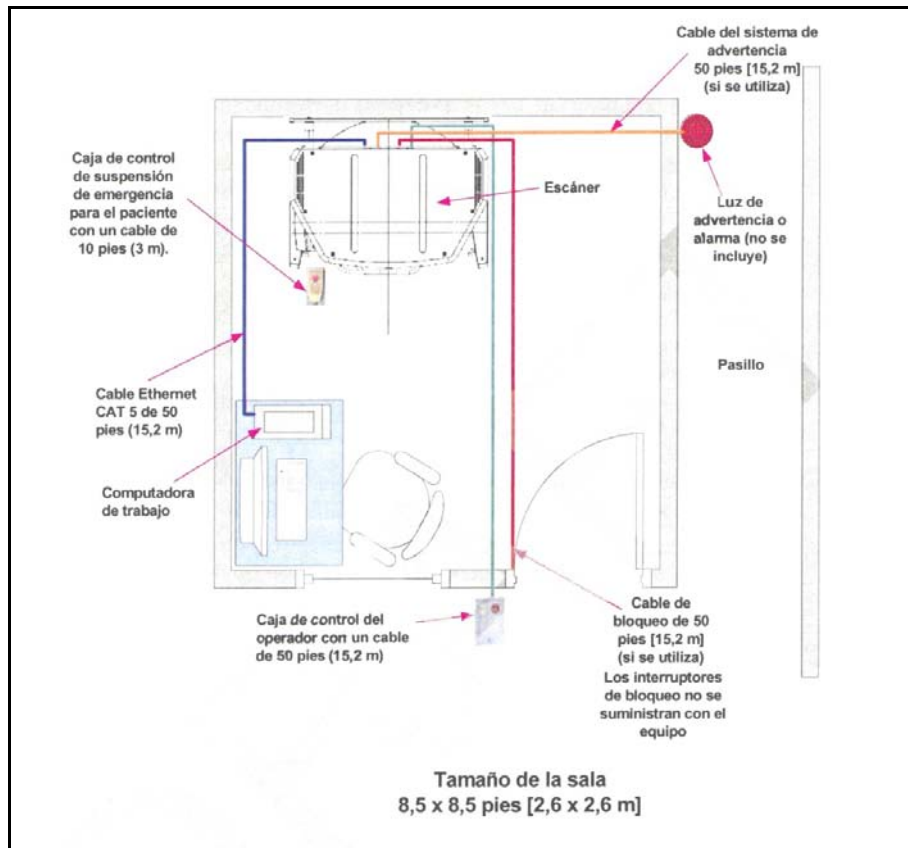 Cable del sistema de
advertencia
50 pies [15,2 m]
(si se utiliza)
Caja de control
de suspensión
de emergencia
para el paciente
con un cable de
10 pies (3 m).
Escáner
Luz de
advertencia o
alarma (no se
incluye)
Pasillo
Cable Ethernet
CAT 5 de 50
pies (15,2 m)
Computadora
de trabajo
Caja de control del
operador con un cable
de 50 pies (15,2 m)
Cable de
bloqueo de 50
pies [15,2 m]
(si se utiliza)
Los interruptores
de bloqueo no se
suministran con el
equipo
Tamaño de la sala
8,5 x 8,5 pies [2,6 x 2,6 m]